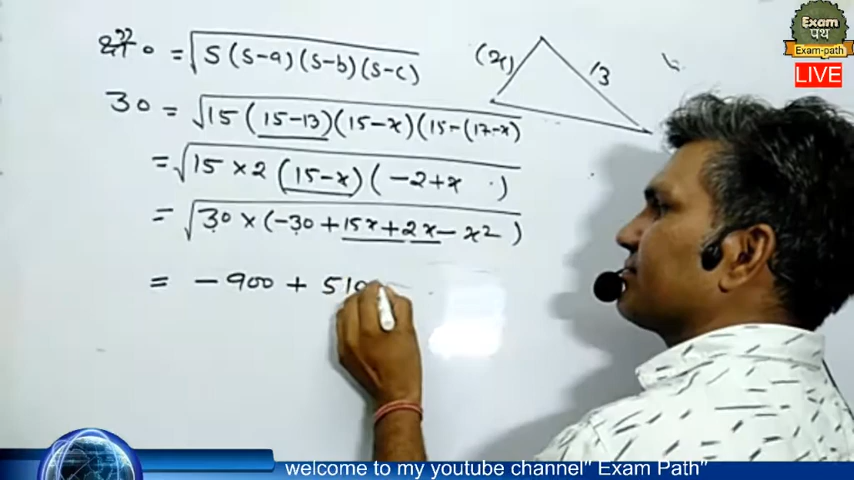 क्षे० = √S(S-a)(S-b)(S-c)
(x)
13
30 = √15(15-13)(15-x)(15-(17-x)
= √15×2(15-x)(-2+x )
= √30×(-30+15x+2x-x²)
= -900 + 510
Exam
पथ
Exam-path
LIVE
welcome to my youtube channel" Exam Path"